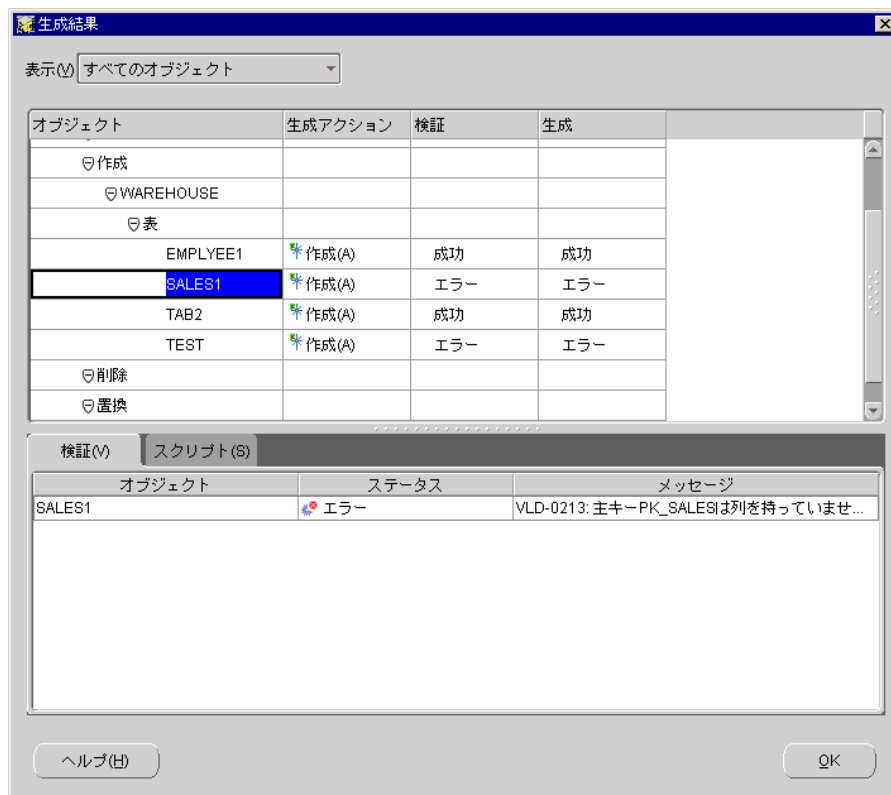 生成結果
表示(V) すべてのオブジェクト
オブジェクト 生成アクション 検証 生成
作成
WAREHOUSE
表
EMPLYEE1 作成(A) 成功 成功
SALES1 作成(A) エラー エラー
TAB2 作成(A) 成功 成功
TEST 作成(A) エラー エラー
削除
置換
検証(V) スクリプト(S)
オブジェクト ステータス メッセージ
SALES1 エラー VLD-0213: 主キーPK_SALESは列を持っていませ...
ヘルプ(H) OK